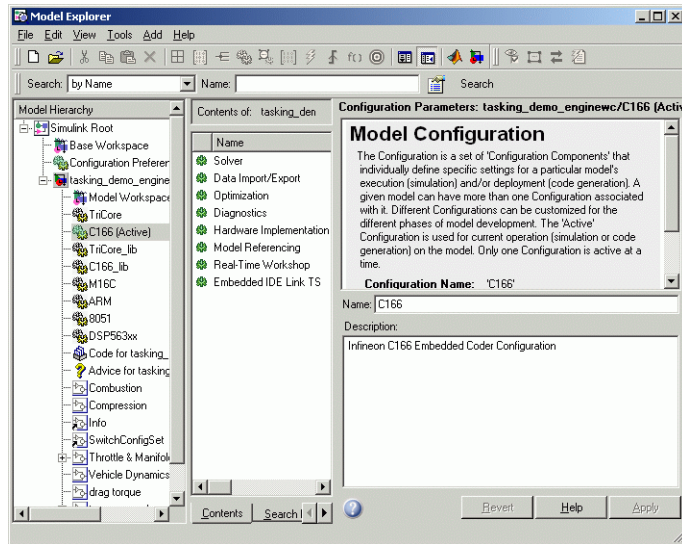 Model Explorer
File Edit View Tools Add Help
Search: by Name Name: Search
Model Hierarchy
Simulink Root
Base Workspace
Configuration Preferer
tasking_demo_engine
Model Workspace
TriCore
C166 (Active)
TriCore_lib
C166_lib
M16C
ARM
8051
DSP563xx
Code for tasking_
Advice for tasking
Combustion
Compression
Info
SwitchConfigSet
Throttle & Manifol
Vehicle Dynamics
drag torque
Contents of: tasking_den
Name
Solver
Data Import/Export
Optimization
Diagnostics
Hardware Implementation
Model Referencing
Real-Time Workshop
Embedded IDE Link TS
Contents Search
Configuration Parameters: tasking_demo_enginewc/C166 (Activ
Model Configuration
The Configuration is a set of 'Configuration Components' that
individually define specific settings for a particular model's
execution (simulation) and/or deployment (code generation). A
given model can have more than one Configuration associated
with it. Different Configurations can be customized for the
different phases of model development. The 'Active'
Configuration is used for current operation (simulation or code
generation) on the model. Only one Configuration is active at a
time.
Configuration Name: 'C166'
Name: C166
Description:
Infineon C166 Embedded Coder Configuration
Revert Help Apply